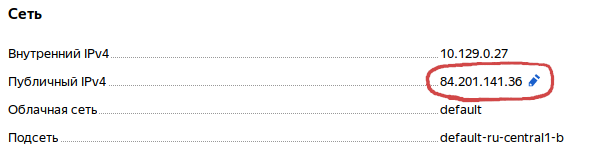 Сеть
Внутренний IPv4 10.129.0.27
Публичный IPv4 84.201.141.36
Облачная сеть default
Подсеть default-ru-central1-b